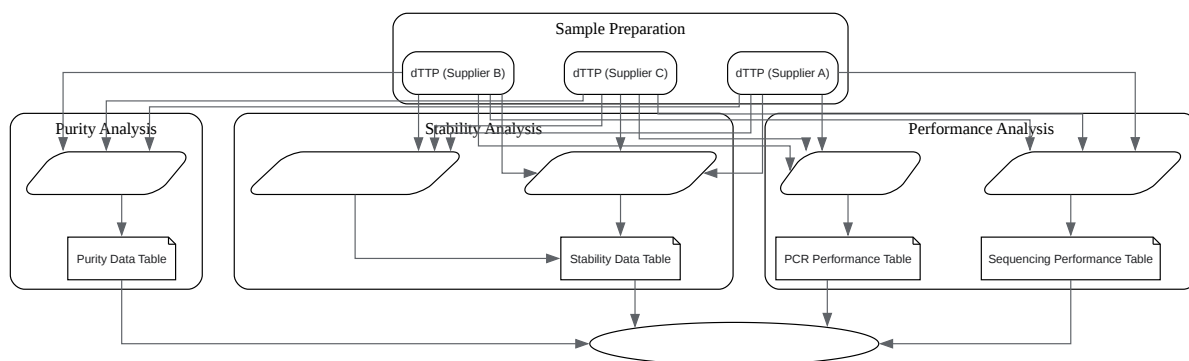 Sample Preparation
dTTP (Supplier B)
dTTP (Supplier C)
dTTP (Supplier A)
Purity Analysis
Stability Analysis
Performance Analysis
Purity Data Table
Stability Data Table
PCR Performance Table
Sequencing Performance Table